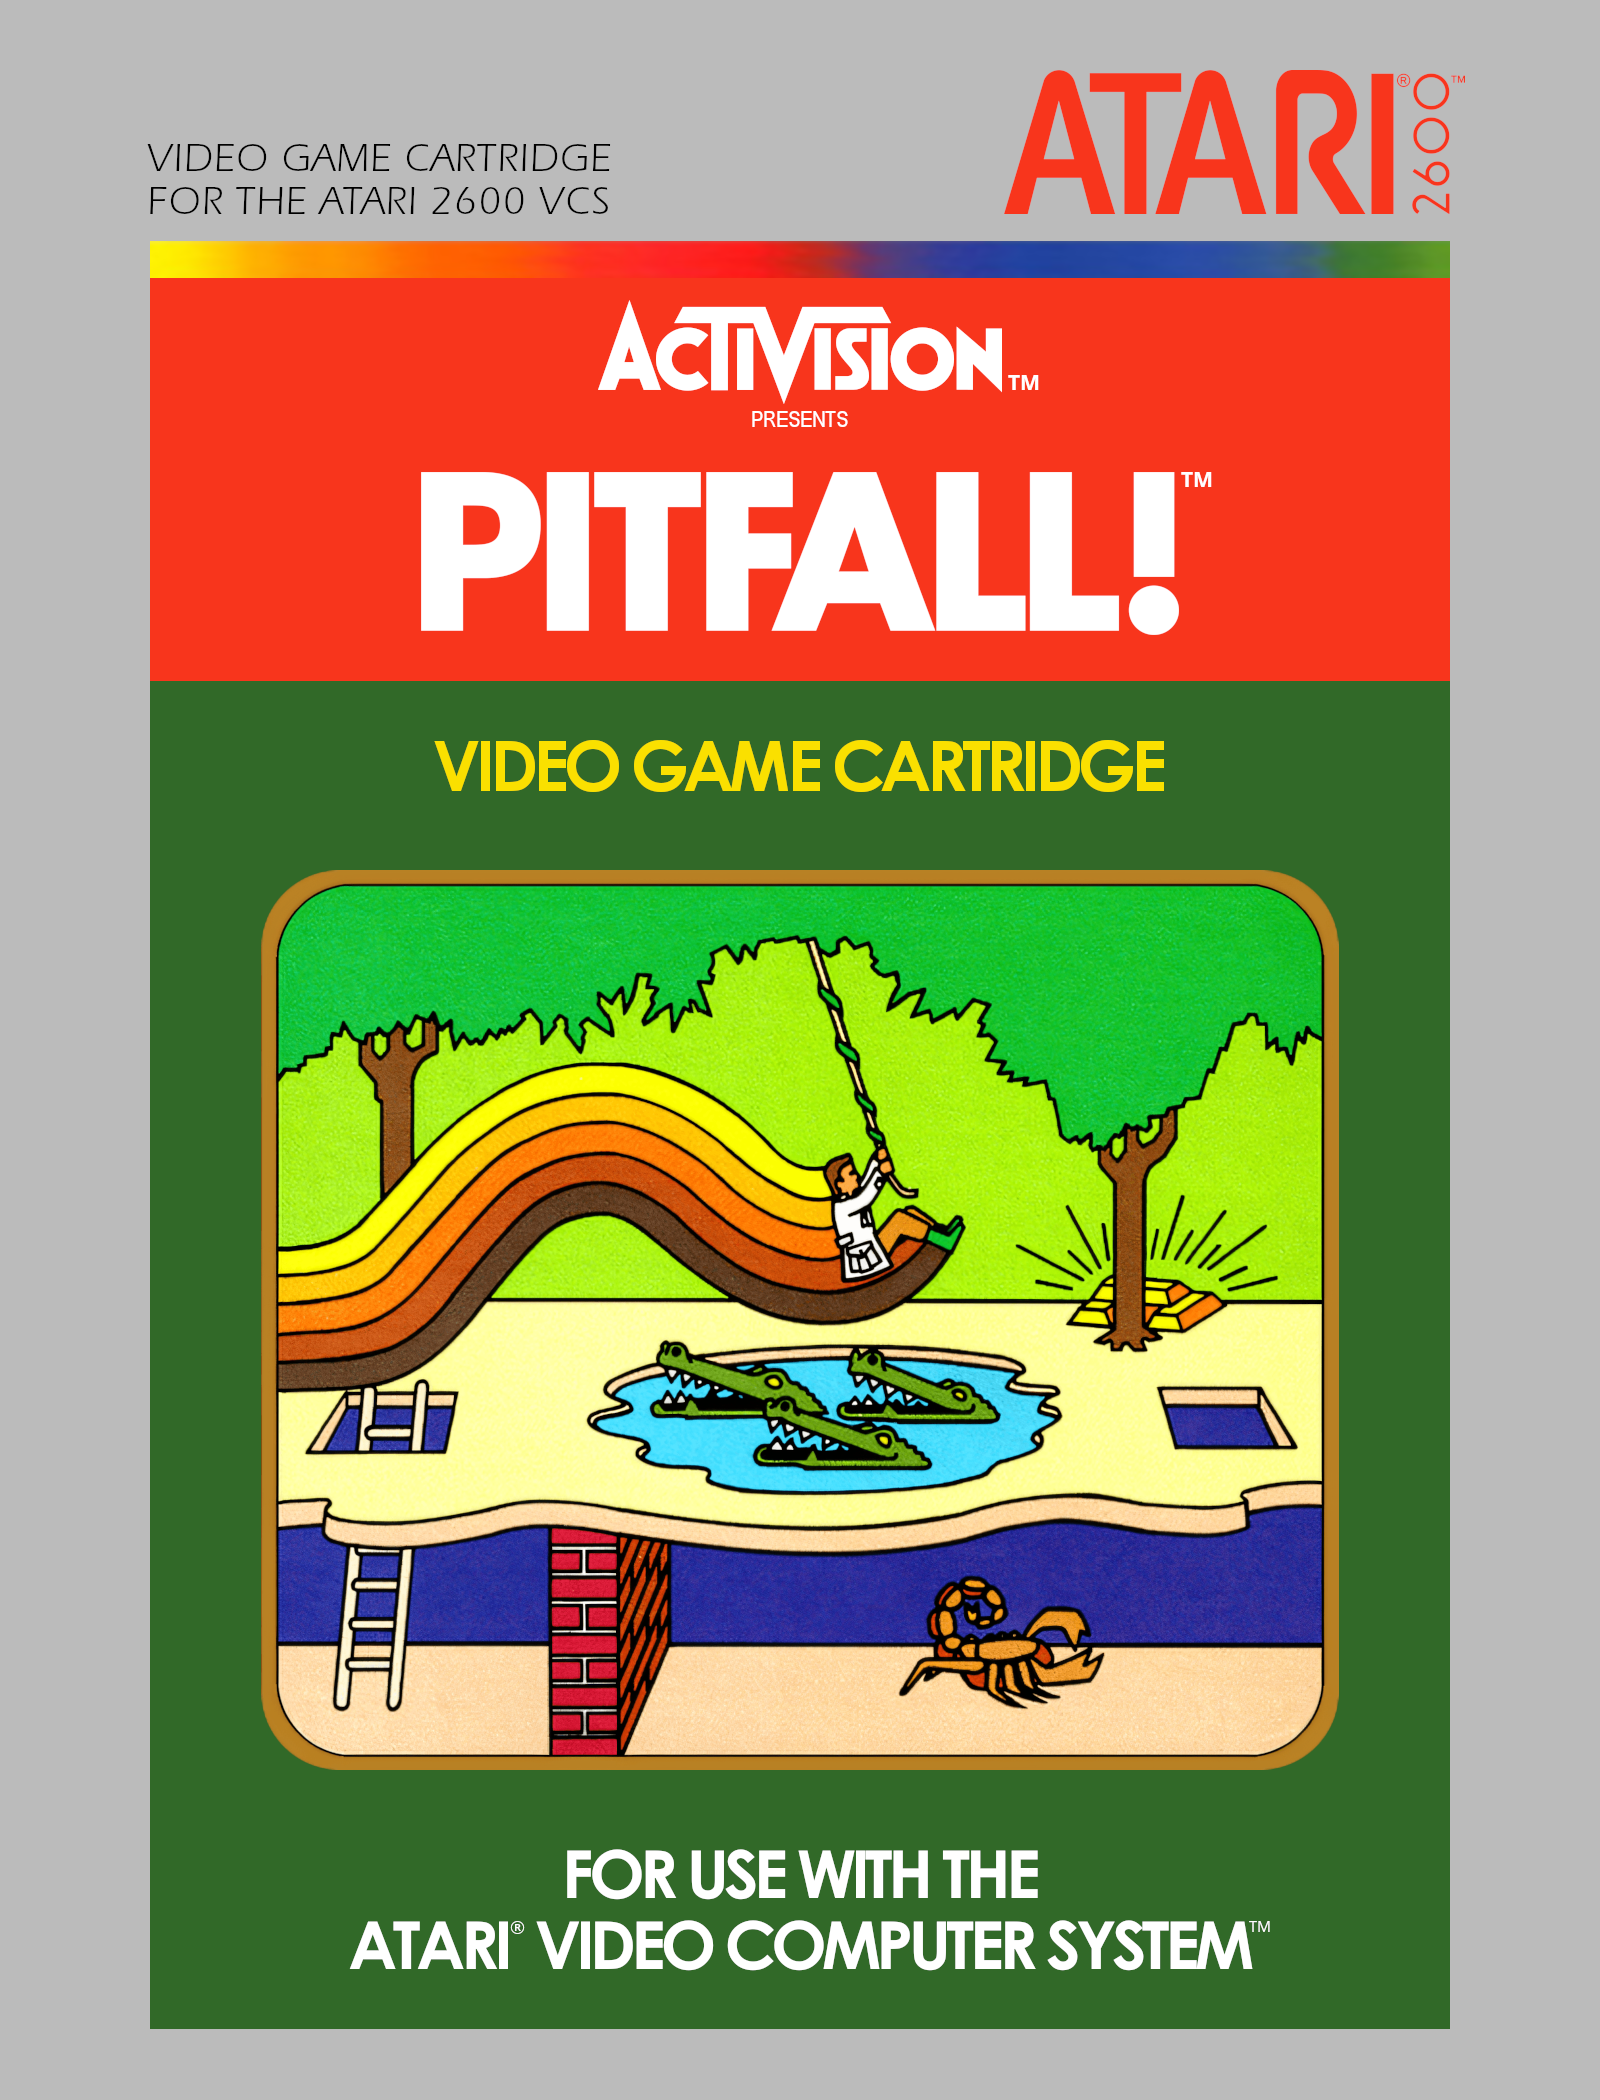 VIDEO GAME CARTRIDGE
FOR THE ATARI 2600 VCS
ATARI® 2600™
ACTIVISION™
PRESENTS
PITFALL!™
VIDEO GAME CARTRIDGE
FOR USE WITH THE
ATARI® VIDEO COMPUTER SYSTEM™